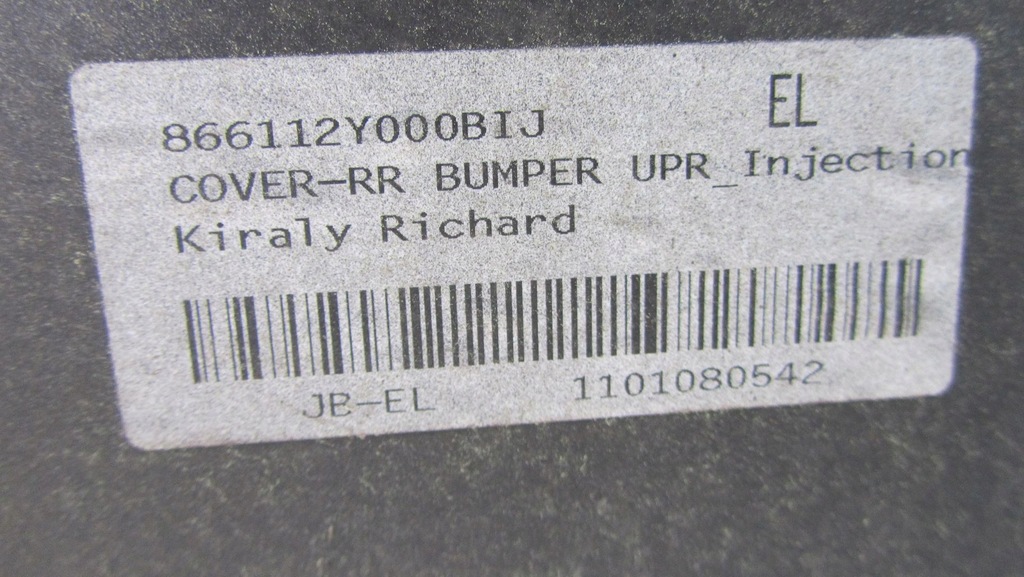 EL
866112Y000BIJ
COVER-RR BUMPER UPR_Injection
Kiraly Richard
JB-EL 1101080542